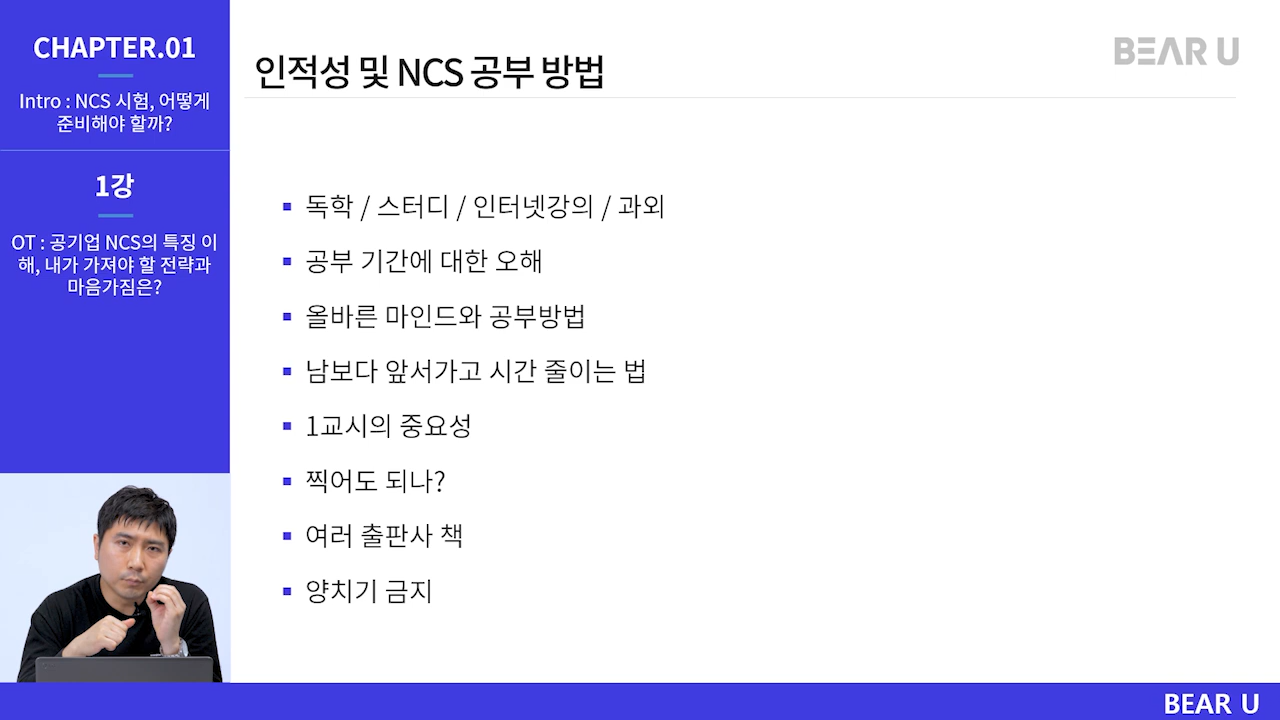 CHAPTER.01
Intro : NCS 시험, 어떻게
준비해야 할까?
1강
OT : 공기업 NCS의 특징 이
해, 내가 가져야 할 전략과
마음가짐은?
인적성 및 NCS 공부 방법
BEAR U
▪ 독학 / 스터디 / 인터넷강의 / 과외
▪ 공부 기간에 대한 오해
▪ 올바른 마인드와 공부방법
▪ 남보다 앞서가고 시간 줄이는 법
▪ 1교시의 중요성
▪ 찍어도 되나?
▪ 여러 출판사 책
▪ 양치기 금지
BEAR U